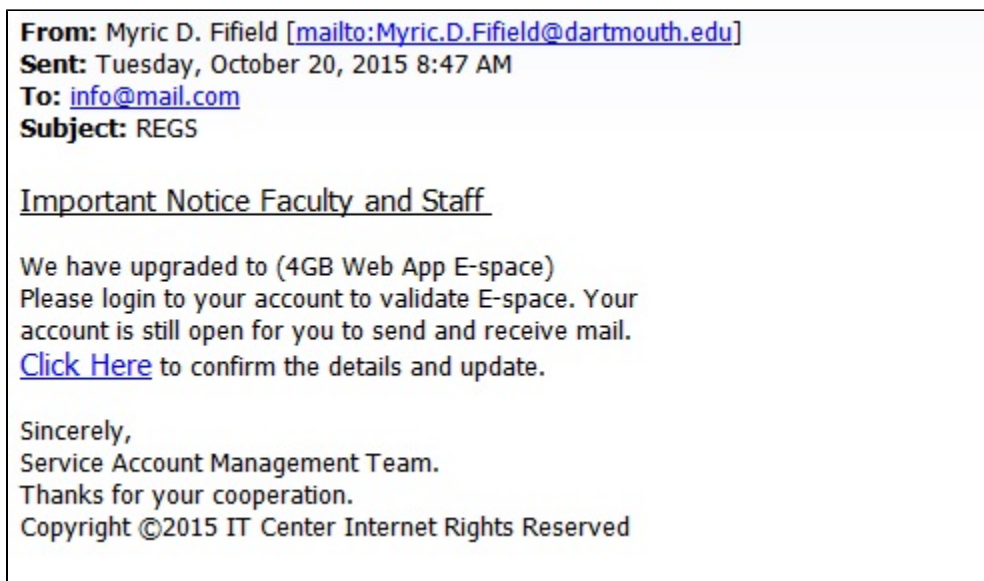 From: Myric D. Fifield [mailto:Myric.D.Fifield@dartmouth.edu]
Sent: Tuesday, October 20, 2015 8:47 AM
To: info@mail.com
Subject: REGS
Important Notice Faculty and Staff
We have upgraded to (4GB Web App E-space)
Please login to your account to validate E-space. Your
account is still open for you to send and receive mail.
Click Here to confirm the details and update.
Sincerely,
Service Account Management Team.
Thanks for your cooperation.
Copyright ©2015 IT Center Internet Rights Reserved